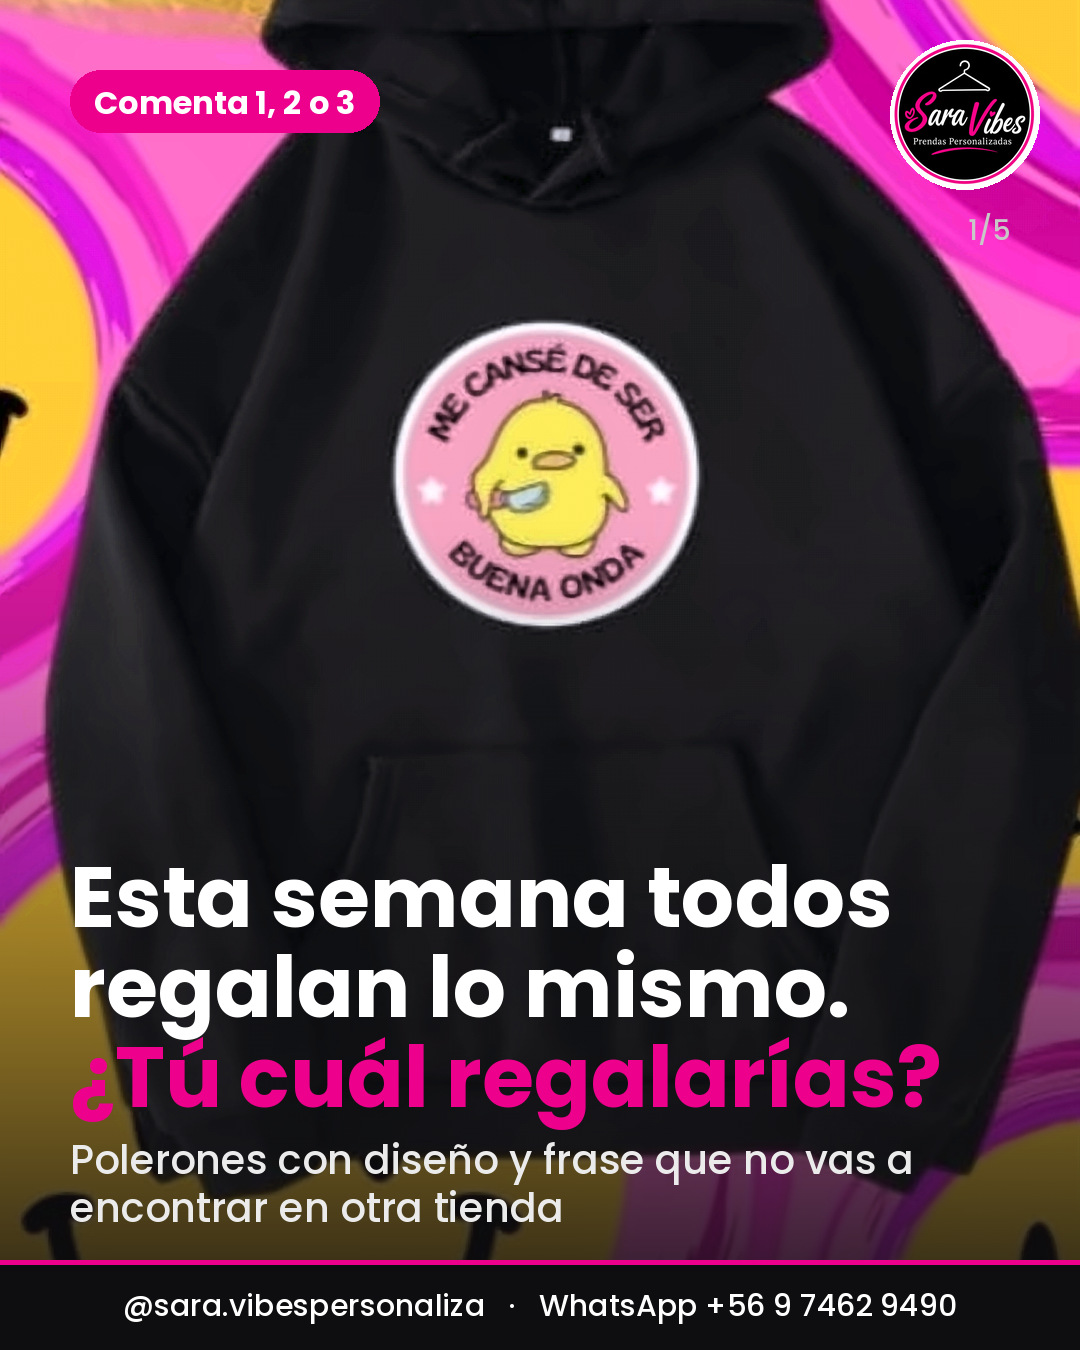 Comenta 1, 2 o 3
Sara Vibes
Prendas Personalizadas
1/5
ME CANSÉ DE SER
BUENA ONDA
Esta semana todos
regalan lo mismo.
¿Tú cuál regalarías?
Polerones con diseño y frase que no vas a
encontrar en otra tienda
@sara.vibespersonaliza · WhatsApp +56 9 7462 9490